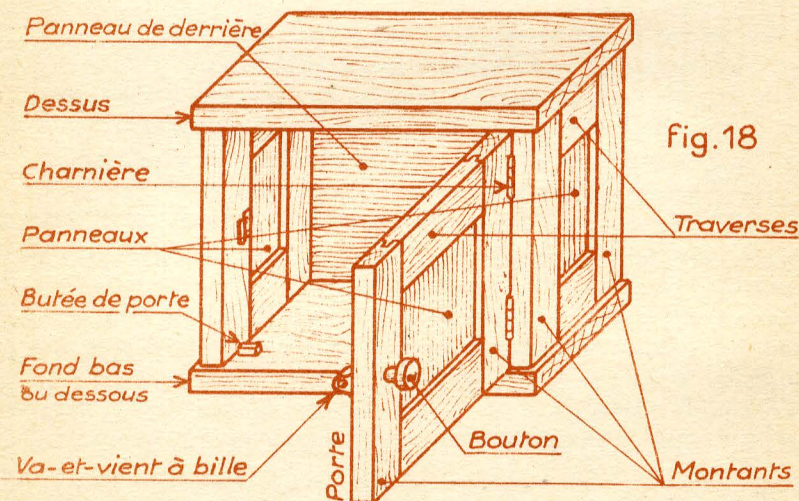 Panneau de derrière
Dessus
fig.18
Charnière
Panneaux
Traverses
Butée de porte
Fond bas
ou dessous
Va-et-vient à bille
Porte
Bouton
Montants